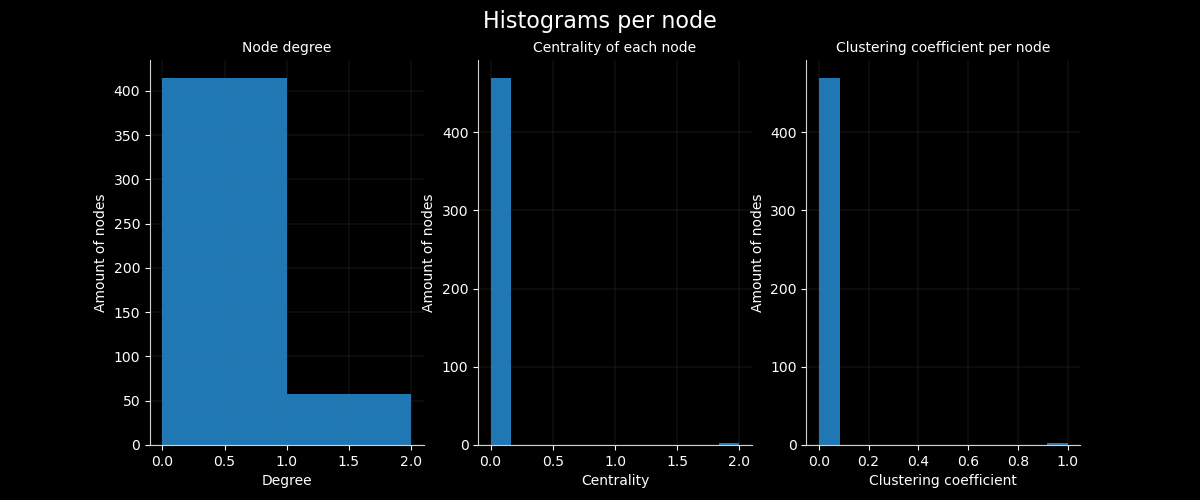 Histograms per node
Node degree
Amount of nodes
400
350
300
250
200
150
100
50
0
0.0 0.5 1.0 1.5 2.0
Degree
Centrality of each node
Amount of nodes
400
300
200
100
0
0.0 0.5 1.0 1.5 2.0
Centrality
Clustering coefficient per node
Amount of nodes
400
300
200
100
0
0.0 0.2 0.4 0.6 0.8 1.0
Clustering coefficient